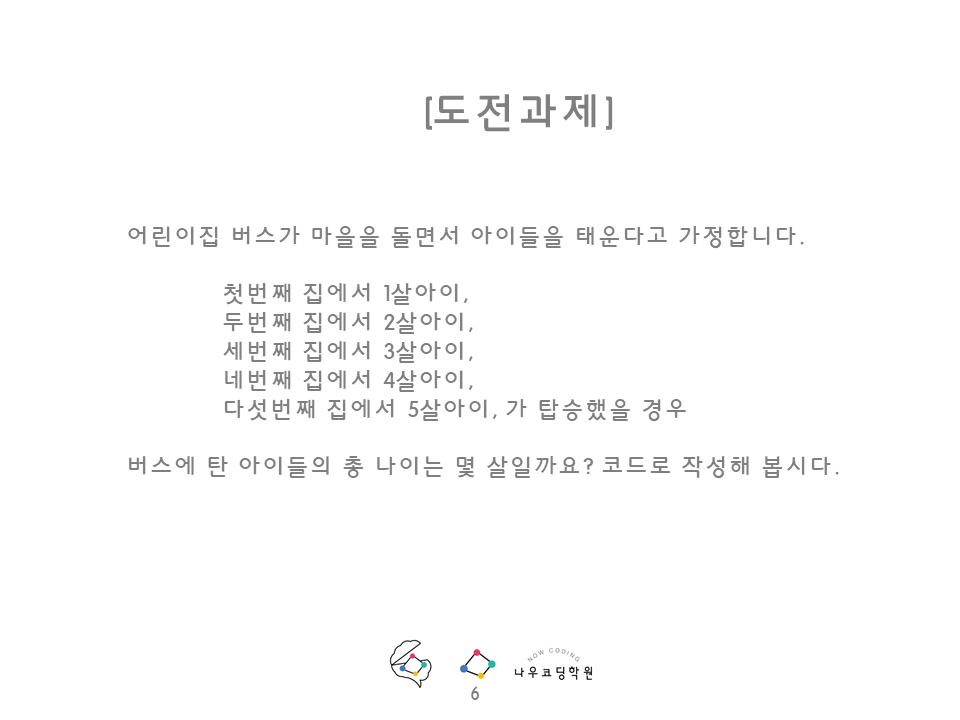 [도전과제]
어린이집 버스가 마을을 돌면서 아이들을 태운다고 가정합니다.
첫번째 집에서 1살아이,
두번째 집에서 2살아이,
세번째 집에서 3살아이,
네번째 집에서 4살아이,
다섯번째 집에서 5살아이, 가 탑승했을 경우
버스에 탄 아이들의 총 나이는 몇 살일까요? 코드로 작성해 봅시다.
NOW CODING
나우코딩학원
6